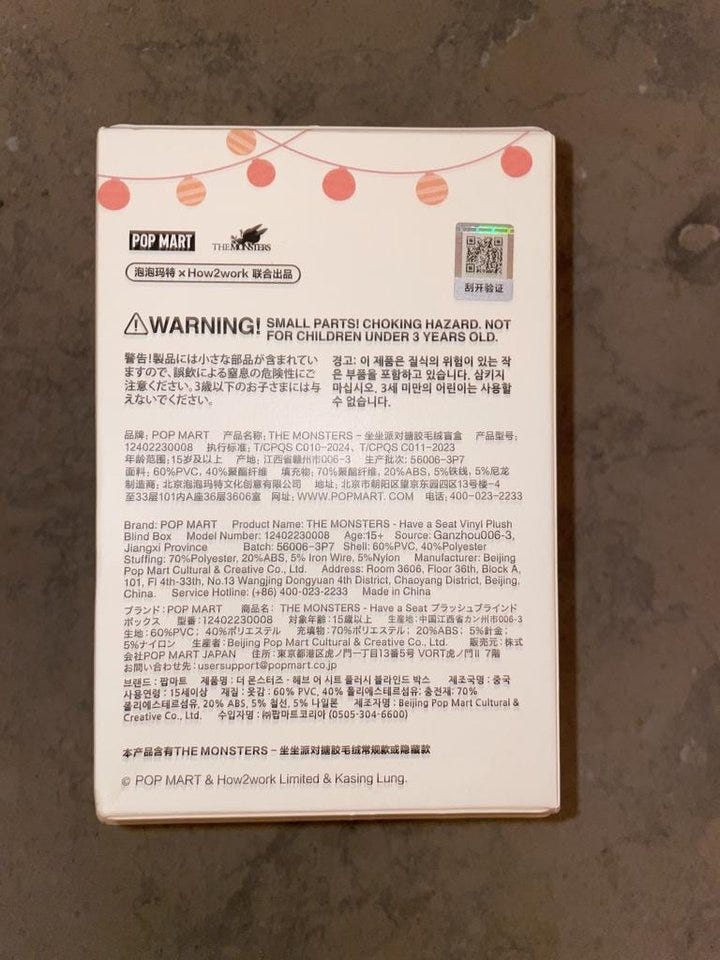 POP MART THE MONSTERS
泡泡玛特×How2work 联合出品
刮开验证
WARNING! SMALL PARTS! CHOKING HAZARD. NOT
FOR CHILDREN UNDER 3 YEARS OLD.
警告!製品には小さな部品が含まれてい
ますので、誤飲による窒息の危険性にご
注意ください。3歳以下のお子さまには与
えないでください。
경고: 이 제품은 질식의 위험이 있는 작
은 부품을 포함하고 있습니다. 삼키지
마십시오. 3세 미만의 어린이는 사용할
수 없습니다.
品牌: POP MART 产品名称: THE MONSTERS – 坐坐派对搪胶毛绒盲盒 产品型号:
12402230008 执行标准: T/CPQS C010-2024、T/CPQS C011-2023
年龄范围: 15岁及以上 产地: 江西省赣州市006-3 生产批次: 56006-3P7
面料: 60%PVC, 40%聚酯纤维 填充物: 70%聚酯纤维, 20%ABS, 5%铁线, 5%尼龙
制造商: 北京泡泡玛特文化创意有限公司 地址: 北京市朝阳区望京东园四区13号楼-4
至33层101内A座36层3606室 网址: WWW.POPMART.COM 电话: 400-023-2233
Brand: POP MART Product Name: THE MONSTERS - Have a Seat Vinyl Plush
Blind Box Model Number: 12402230008 Age:15+ Source: Ganzhou006-3,
Jiangxi Province Batch: 56006-3P7 Shell: 60%PVC, 40%Polyester
Stuffing: 70%Polyester, 20%ABS, 5% Iron Wire, 5%Nylon Manufacturer: Beijing
Pop Mart Cultural & Creative Co., Ltd. Address: Room 3606, Floor 36th, Block A,
101, Fl 4th-33th, No.13 Wangjing Dongyuan 4th District, Chaoyang District, Beijing,
China. Service Hotline: (+86) 400-023-2233 Made in China
ブランド: POP MART 商品名: THE MONSTERS - Have a Seat プラッシュブラインド
ボックス 型番: 12402230008 対象年齢: 15歳以上 生産地: 中国江西省カン州市006-3
生地: 60%PVC; 40%ポリエステル 充填物: 70%ポリエステル; 20%ABS; 5%針金;
5%ナイロン 生産者: Beijing Pop Mart Cultural & Creative Co., Ltd. 販売元: 株式
会社POP MART JAPAN 住所: 東京都港区虎ノ門一丁目13番5号 VORT虎ノ門II 7階
お問い合わせ先: usersupport@popmart.co.jp
브랜드: 팝마트 제품명: 더 몬스터즈 - 해브 어 시트 플러시 블라인드 박스 제조국명: 중국
사용연령: 15세이상 재질: 옷감: 60% PVC, 40% 폴리에스테르섬유; 충전재: 70%
폴리에스테르섬유, 20% ABS, 5% 철선, 5% 나일론 제조자명: Beijing Pop Mart Cultural &
Creative Co., Ltd. 수입자명: ㈜팝마트코리아 (0505-304-6600)
本产品含有THE MONSTERS – 坐坐派对搪胶毛绒常规款或隐藏款
© POP MART & How2work Limited & Kasing Lung.